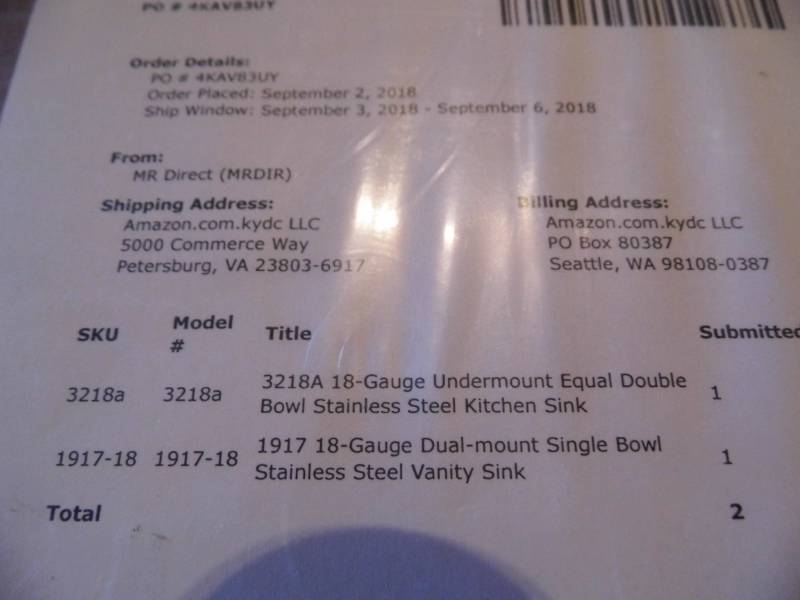 PO # 4KAV83UY
Order Details:
PO # 4KAV83UY
Order Placed: September 2, 2018
Ship Window: September 3, 2018 - September 6, 2018
From:
MR Direct (MRDIR)
Shipping Address:
Amazon.com.kydc LLC
5000 Commerce Way
Petersburg, VA 23803-6917
Billing Address:
Amazon.com.kydc LLC
PO Box 80387
Seattle, WA 98108-0387
SKU Model # Title Submitted
3218a 3218a 3218A 18-Gauge Undermount Equal Double 1
Bowl Stainless Steel Kitchen Sink
1917-18 1917-18 1917 18-Gauge Dual-mount Single Bowl 1
Stainless Steel Vanity Sink
Total 2